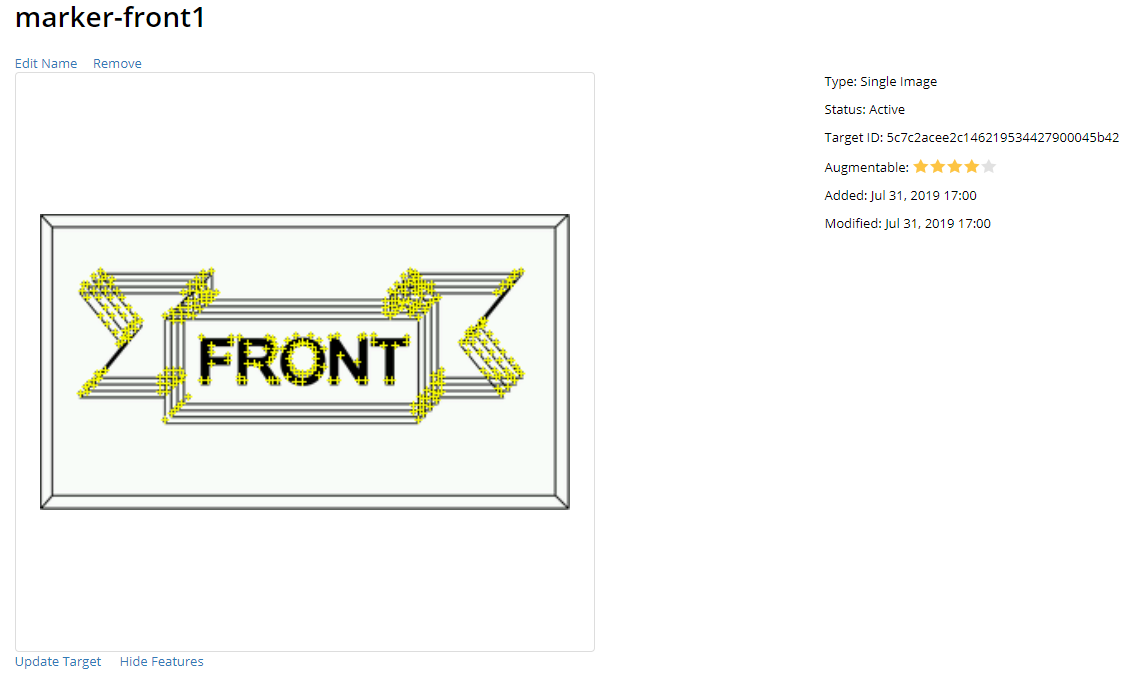 marker-front1
Edit Name Remove
Type: Single Image
Status: Active
Target ID: 5c7c2acee2c146219534427900045b42
Augmentable:
Added: Jul 31, 2019 17:00
Modified: Jul 31, 2019 17:00
FRONT
Update Target Hide Features